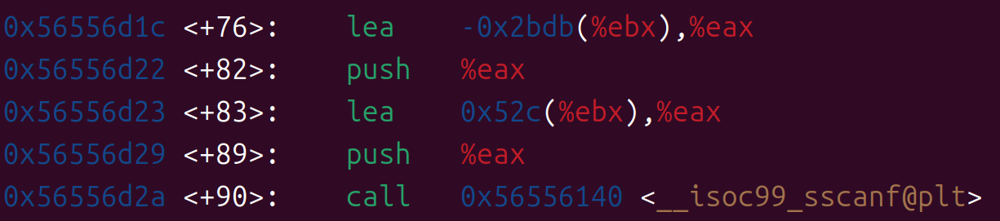 0x56556d1c <+76>: lea -0x2bdb(%ebx),%eax
0x56556d22 <+82>: push %eax
0x56556d23 <+83>: lea 0x52c(%ebx),%eax
0x56556d29 <+89>: push %eax
0x56556d2a <+90>: call 0x56556140 <__isoc99_sscanf@plt>